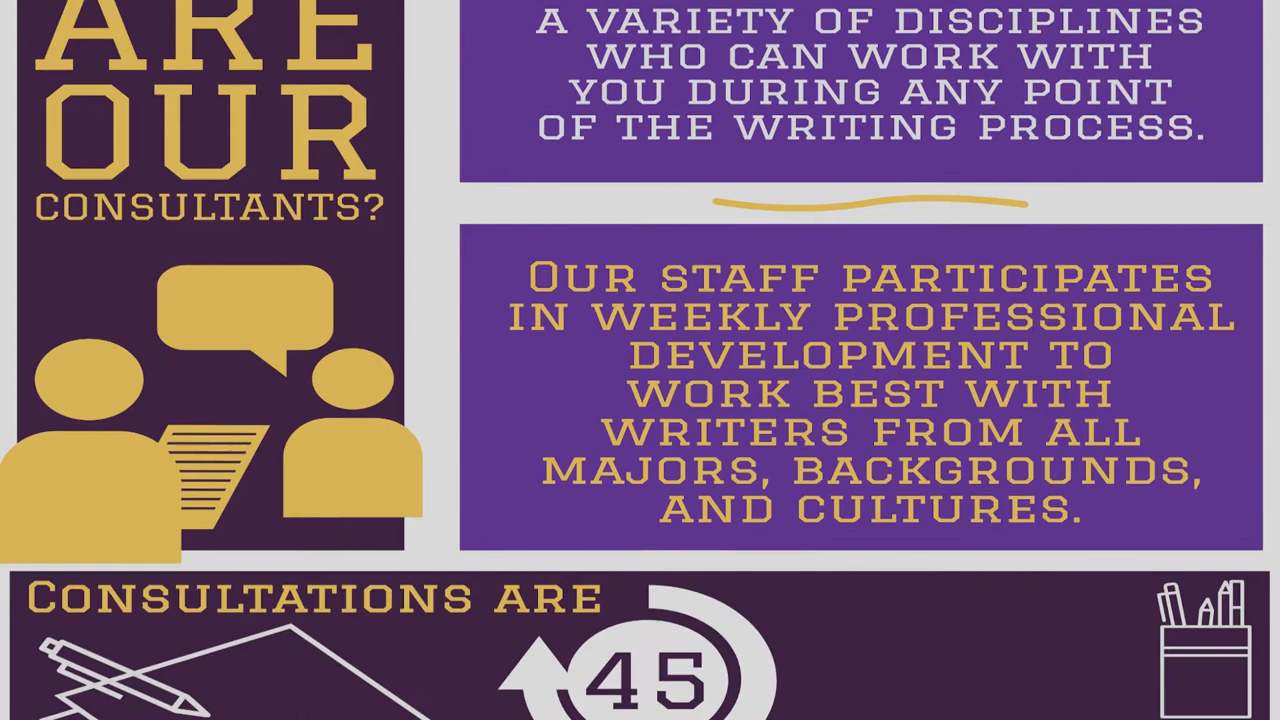 ARE
OUR
CONSULTANTS?
A VARIETY OF DISCIPLINES
WHO CAN WORK WITH
YOU DURING ANY POINT
OF THE WRITING PROCESS.
OUR STAFF PARTICIPATES
IN WEEKLY PROFESSIONAL
DEVELOPMENT TO
WORK BEST WITH
WRITERS FROM ALL
MAJORS, BACKGROUNDS,
AND CULTURES.
CONSULTATIONS ARE
45